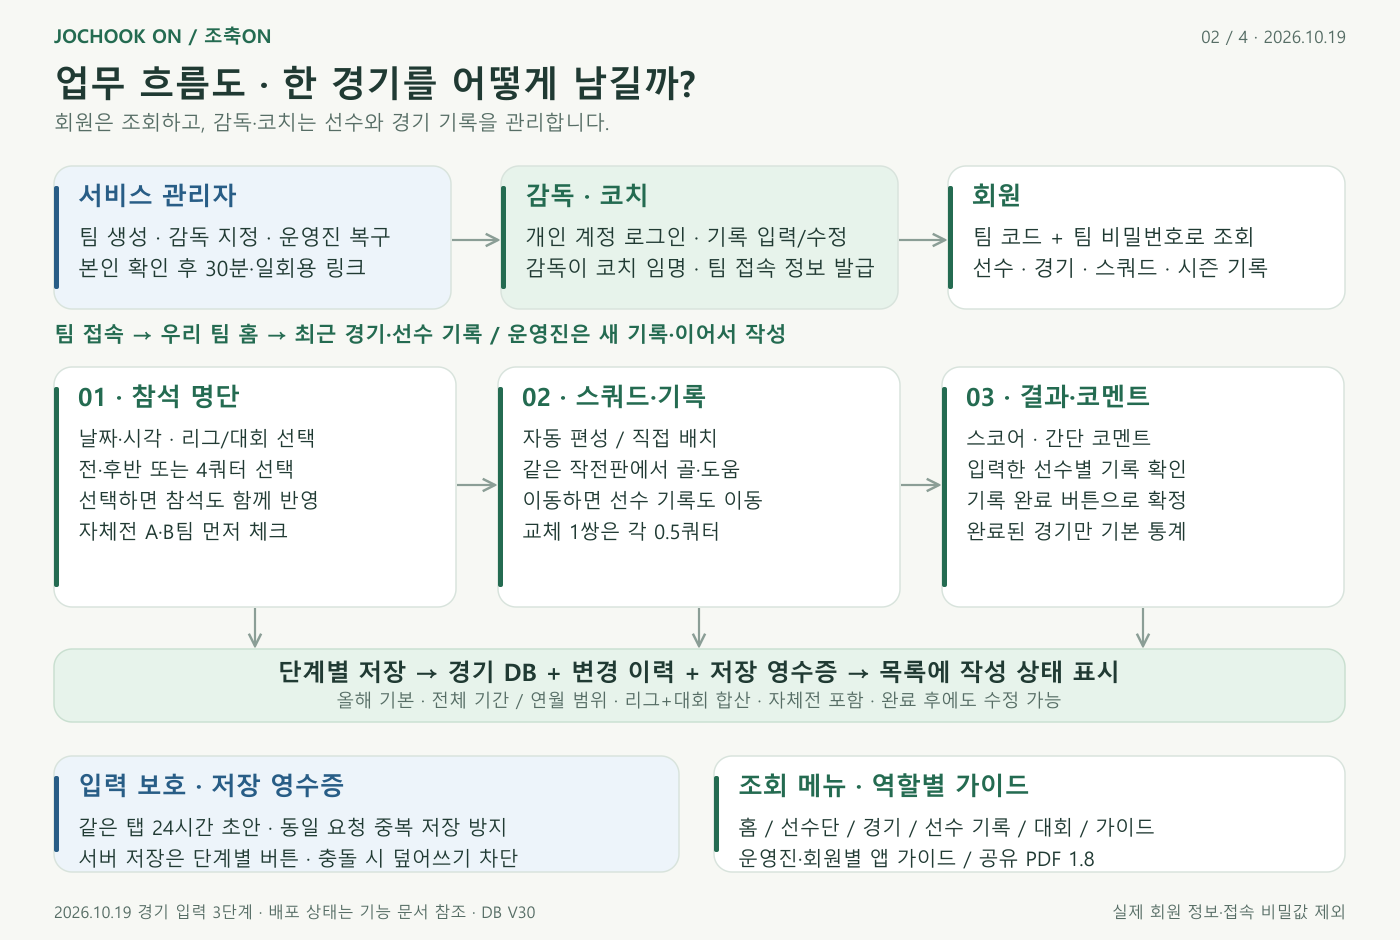 JOCHOOK ON / 조축ON
02 / 4 · 2026.10.19
업무 흐름도 · 한 경기를 어떻게 남길까?
회원은 조회하고, 감독·코치는 선수와 경기 기록을 관리합니다.
서비스 관리자
팀 생성 · 감독 지정 · 운영진 복구
본인 확인 후 30분·일회용 링크
감독 · 코치
개인 계정 로그인 · 기록 입력/수정
감독이 코치 임명 · 팀 접속 정보 발급
회원
팀 코드 + 팀 비밀번호로 조회
선수 · 경기 · 스쿼드 · 시즌 기록
팀 접속 → 우리 팀 홈 → 최근 경기·선수 기록 / 운영진은 새 기록·이어서 작성
01 · 참석 명단
날짜·시각 · 리그/대회 선택
전·후반 또는 4쿼터 선택
선택하면 참석도 함께 반영
자체전 A·B팀 먼저 체크
02 · 스쿼드·기록
자동 편성 / 직접 배치
같은 작전판에서 골·도움
이동하면 선수 기록도 이동
교체 1쌍은 각 0.5쿼터
03 · 결과·코멘트
스코어 · 간단 코멘트
입력한 선수별 기록 확인
기록 완료 버튼으로 확정
완료된 경기만 기본 통계
단계별 저장 → 경기 DB + 변경 이력 + 저장 영수증 → 목록에 작성 상태 표시
올해 기본 · 전체 기간 / 연월 범위 · 리그+대회 합산 · 자체전 포함 · 완료 후에도 수정 가능
입력 보호 · 저장 영수증
같은 탭 24시간 초안 · 동일 요청 중복 저장 방지
서버 저장은 단계별 버튼 · 충돌 시 덮어쓰기 차단
조회 메뉴 · 역할별 가이드
홈 / 선수단 / 경기 / 선수 기록 / 대회 / 가이드
운영진·회원별 앱 가이드 / 공유 PDF 1.8
2026.10.19 경기 입력 3단계 · 배포 상태는 기능 문서 참조 · DB V30
실제 회원 정보·접속 비밀값 제외